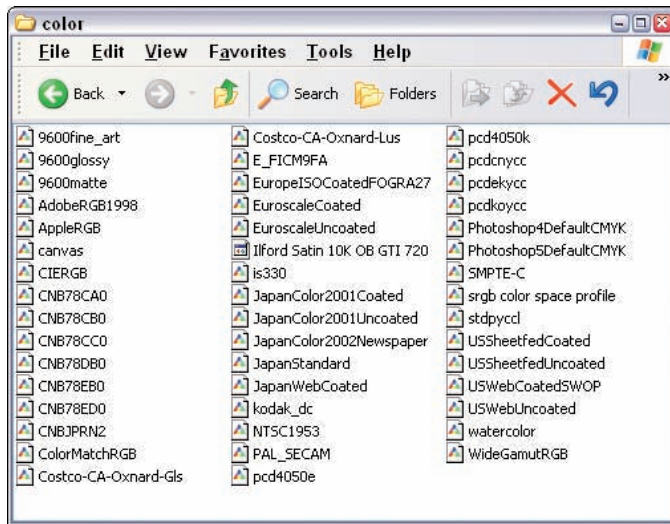 color
File Edit View Favorites Tools Help
Back Search Folders »
9600fine_art
9600glossy
9600matte
AdobeRGB1998
AppleRGB
canvas
CIERGB
CNB78CA0
CNB78CB0
CNB78CC0
CNB78DB0
CNB78EB0
CNB78ED0
CNBJPRN2
ColorMatchRGB
Costco-CA-Oxnard-Gls
Costco-CA-Oxnard-Lus
E_FICM9FA
EuropeISOCoatedFOGRA27
EuroscaleCoated
EuroscaleUncoated
Ilford Satin 10K OB GTI 720
is330
JapanColor2001Coated
JapanColor2001Uncoated
JapanColor2002Newspaper
JapanStandard
JapanWebCoated
kodak_dc
NTSC1953
PAL_SECAM
pcd4050e
pcd4050k
pcdcnycc
pcdekycc
pcdkoycc
Photoshop4DefaultCMYK
Photoshop5DefaultCMYK
SMPTE-C
srgb color space profile
stdpyccl
USSheetfedCoated
USSheetfedUncoated
USWebCoatedSWOP
USWebUncoated
watercolor
WideGamutRGB